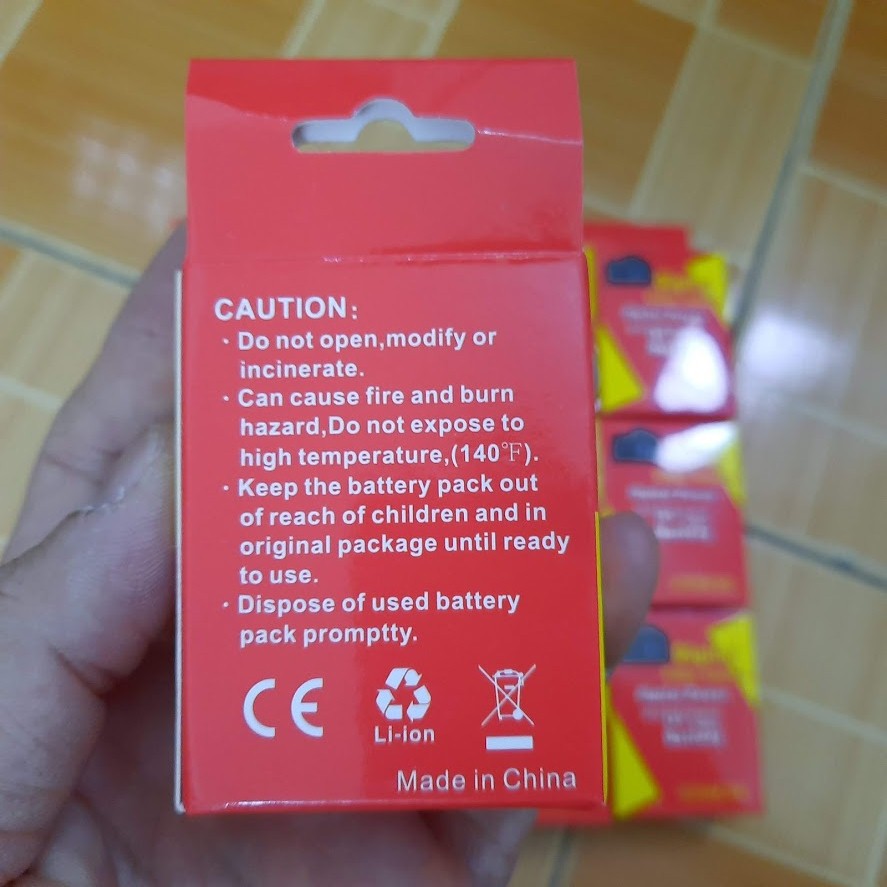 CAUTION:
· Do not open,modify or
incinerate.
· Can cause fire and burn
hazard,Do not expose to
high temperature,(140℉).
· Keep the battery pack out
of reach of children and in
original package until ready
to use.
· Dispose of used battery
pack promptty.
CE
Li-ion
Made in China